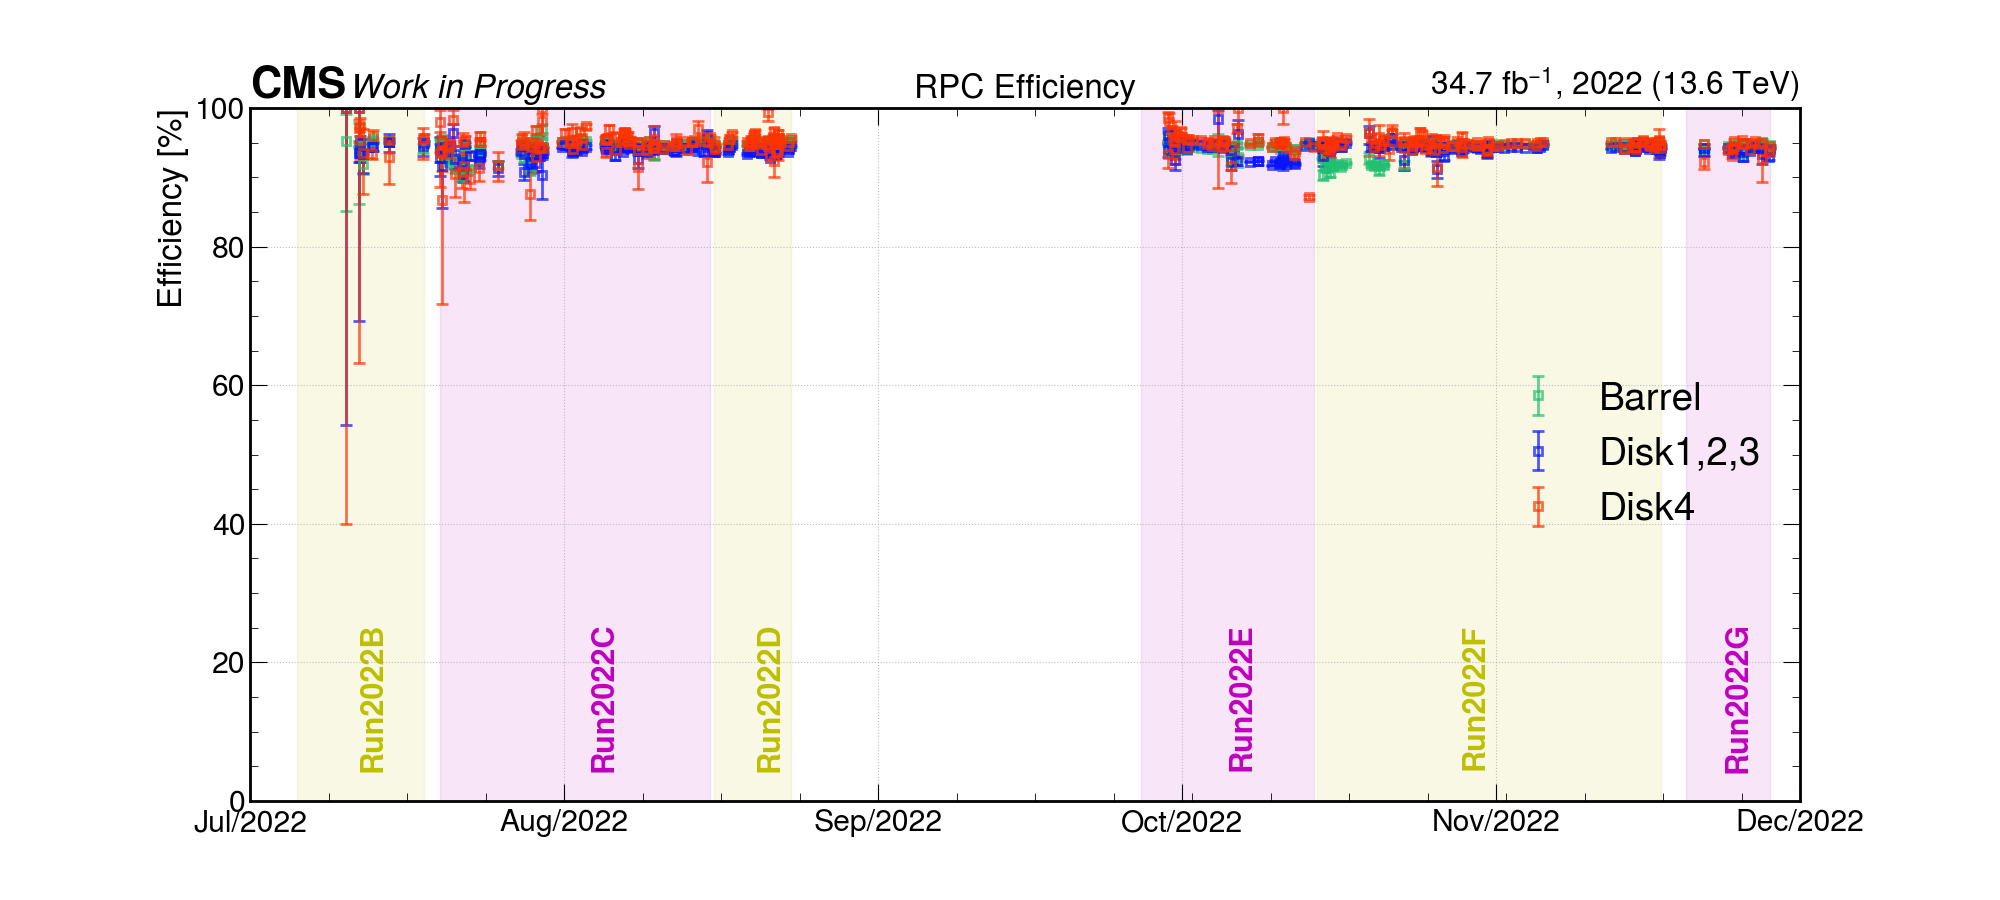 CMS Work in Progress RPC Efficiency 34.7 fb⁻¹, 2022 (13.6 TeV)
Efficiency [%]
100
80
60
40
20
0
Barrel
Disk1,2,3
Disk4
Run2022B
Run2022C
Run2022D
Run2022E
Run2022F
Run2022G
Jul/2022 Aug/2022 Sep/2022 Oct/2022 Nov/2022 Dec/2022